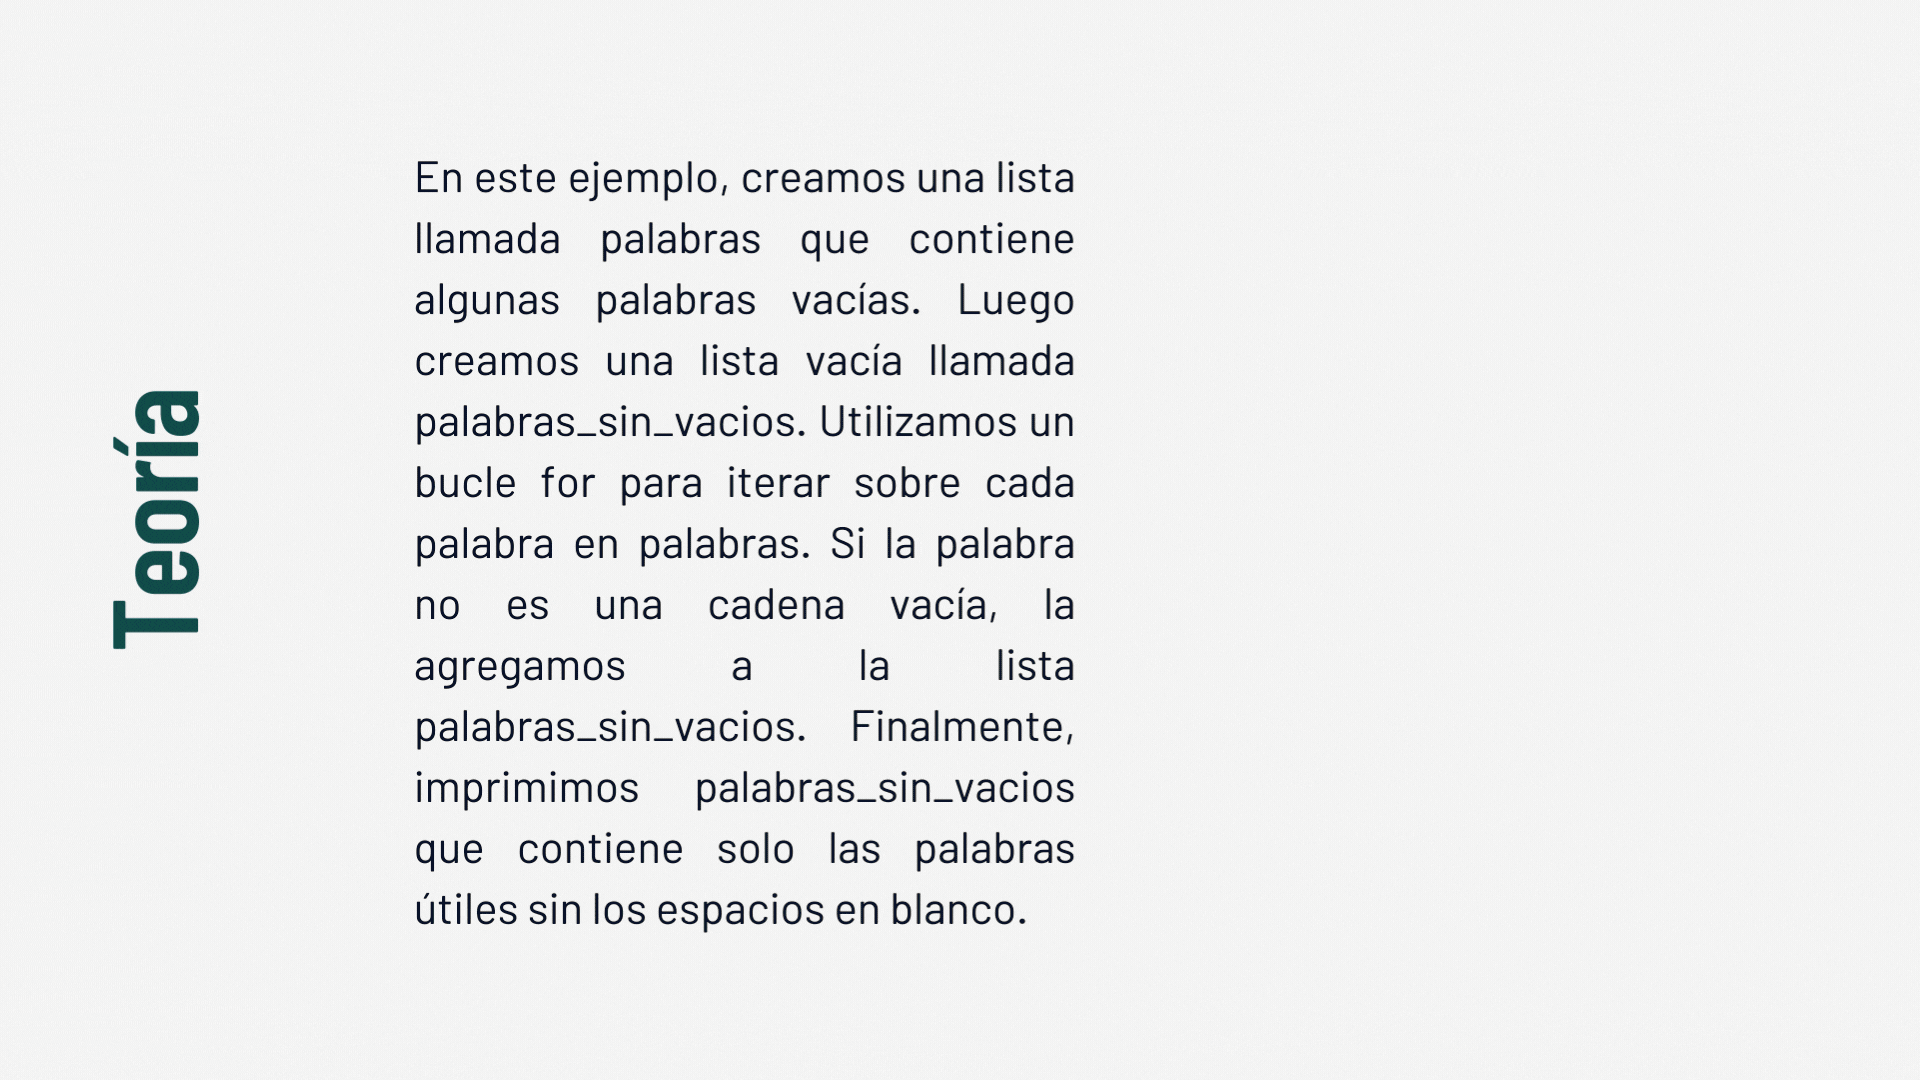 Teoría
En este ejemplo, creamos una lista
llamada palabras que contiene
algunas palabras vacías. Luego
creamos una lista vacía llamada
palabras_sin_vacios. Utilizamos un
bucle for para iterar sobre cada
palabra en palabras. Si la palabra
no es una cadena vacía, la
agregamos a la lista
palabras_sin_vacios. Finalmente,
imprimimos palabras_sin_vacios
que contiene solo las palabras
útiles sin los espacios en blanco.